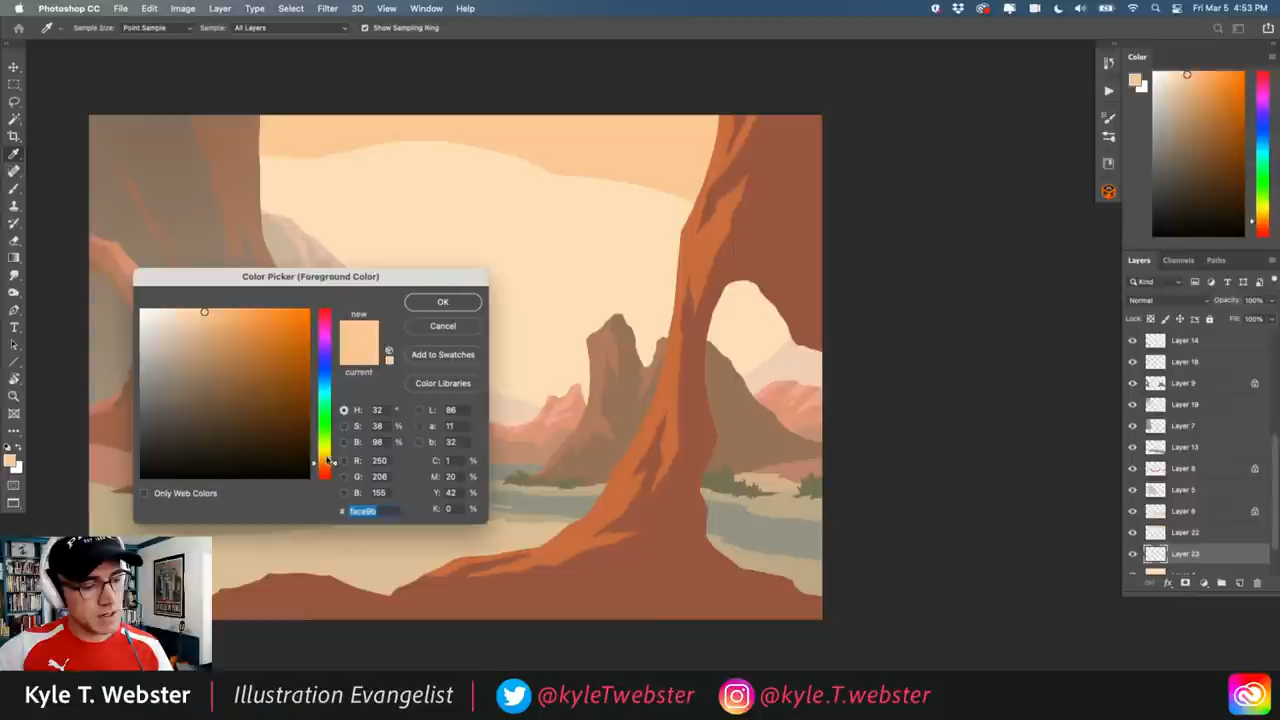 Photoshop CC File Edit Image Layer Type Select Filter 3D View Window Help Fri Mar 5 4:53 PM
Sample Size: Point Sample Sample: All Layers Show Sampling Ring
Color
Color Picker (Foreground Color)
new
current
OK
Cancel
Add to Swatches
Color Libraries
H: 32 ° L: 86
S: 38 % a: 11
B: 98 % b: 32
R: 250 C: 1 %
G: 206 M: 20 %
B: 155 Y: 42 %
# face9b K: 0 %
Only Web Colors
Layers Channels Paths
Kind
Normal Opacity: 100%
Lock: Fill: 100%
Layer 14
Layer 18
Layer 9
Layer 19
Layer 7
Layer 13
Layer 8
Layer 5
Layer 6
Layer 22
Layer 23
Kyle T. Webster | Illustration Evangelist @kyleTwebster @kyle.T.webster